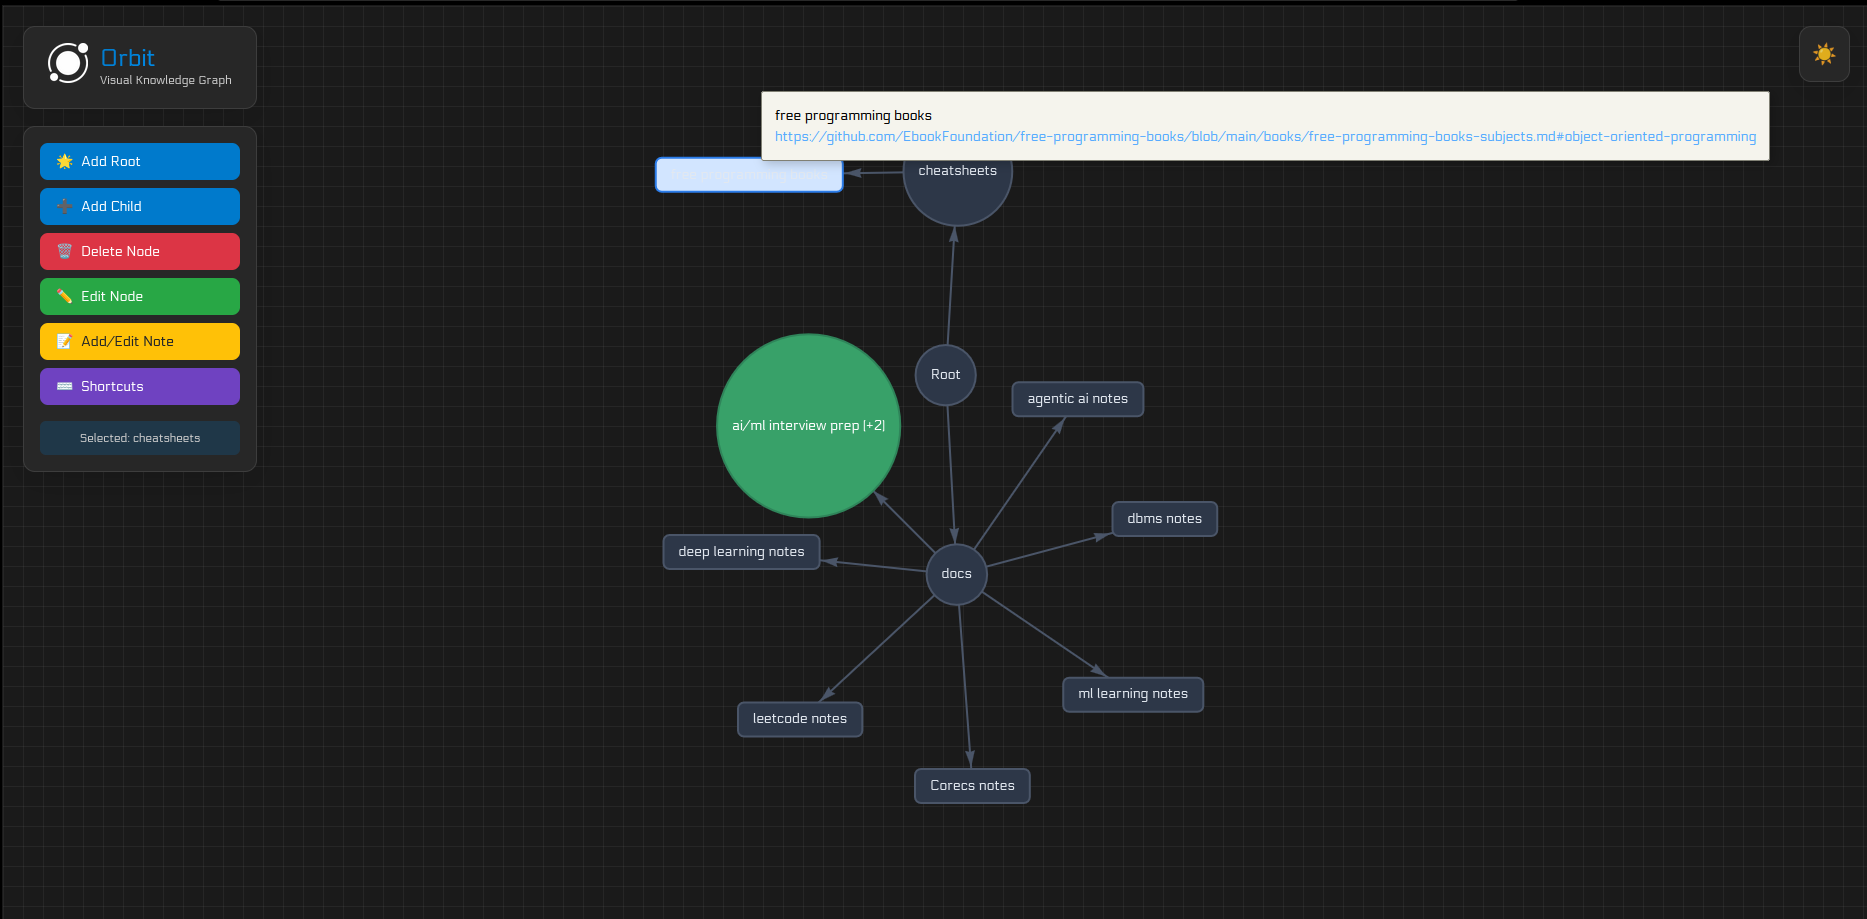 Orbit
Visual Knowledge Graph
Add Root
Add Child
Delete Node
Edit Node
Add/Edit Note
Shortcuts
Selected: cheatsheets
free programming books
https://github.com/EbookFoundation/free-programming-books/blob/main/books/free-programming-books-subjects.md#object-oriented-programming
cheatsheets
Root
agentic ai notes
ai/ml interview prep [+2]
dbms notes
deep learning notes
docs
ml learning notes
leetcode notes
Corecs notes